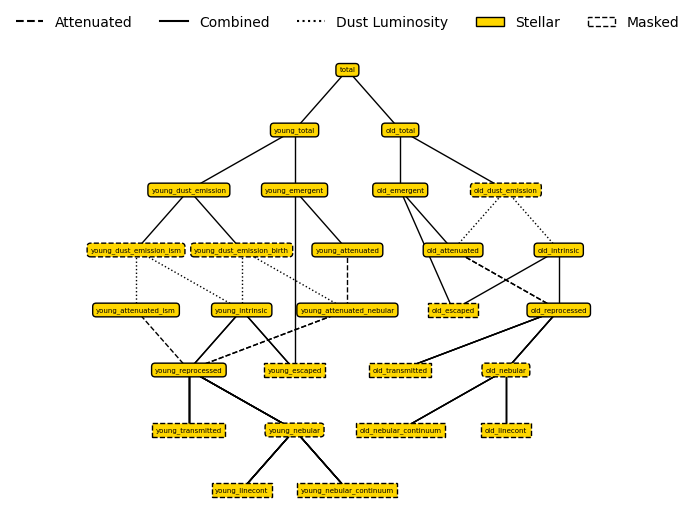 Attenuated Combined Dust Luminosity Stellar Masked
total
young_total old_total
young_dust_emission young_emergent old_emergent old_dust_emission
young_dust_emission_ism young_dust_emission_birth young_attenuated old_attenuated old_intrinsic
young_attenuated_ism young_intrinsic young_attenuated_nebular old_escaped old_reprocessed
young_reprocessed young_escaped old_transmitted old_nebular
young_transmitted young_nebular old_nebular_continuum old_linecont
young_linecont young_nebular_continuum